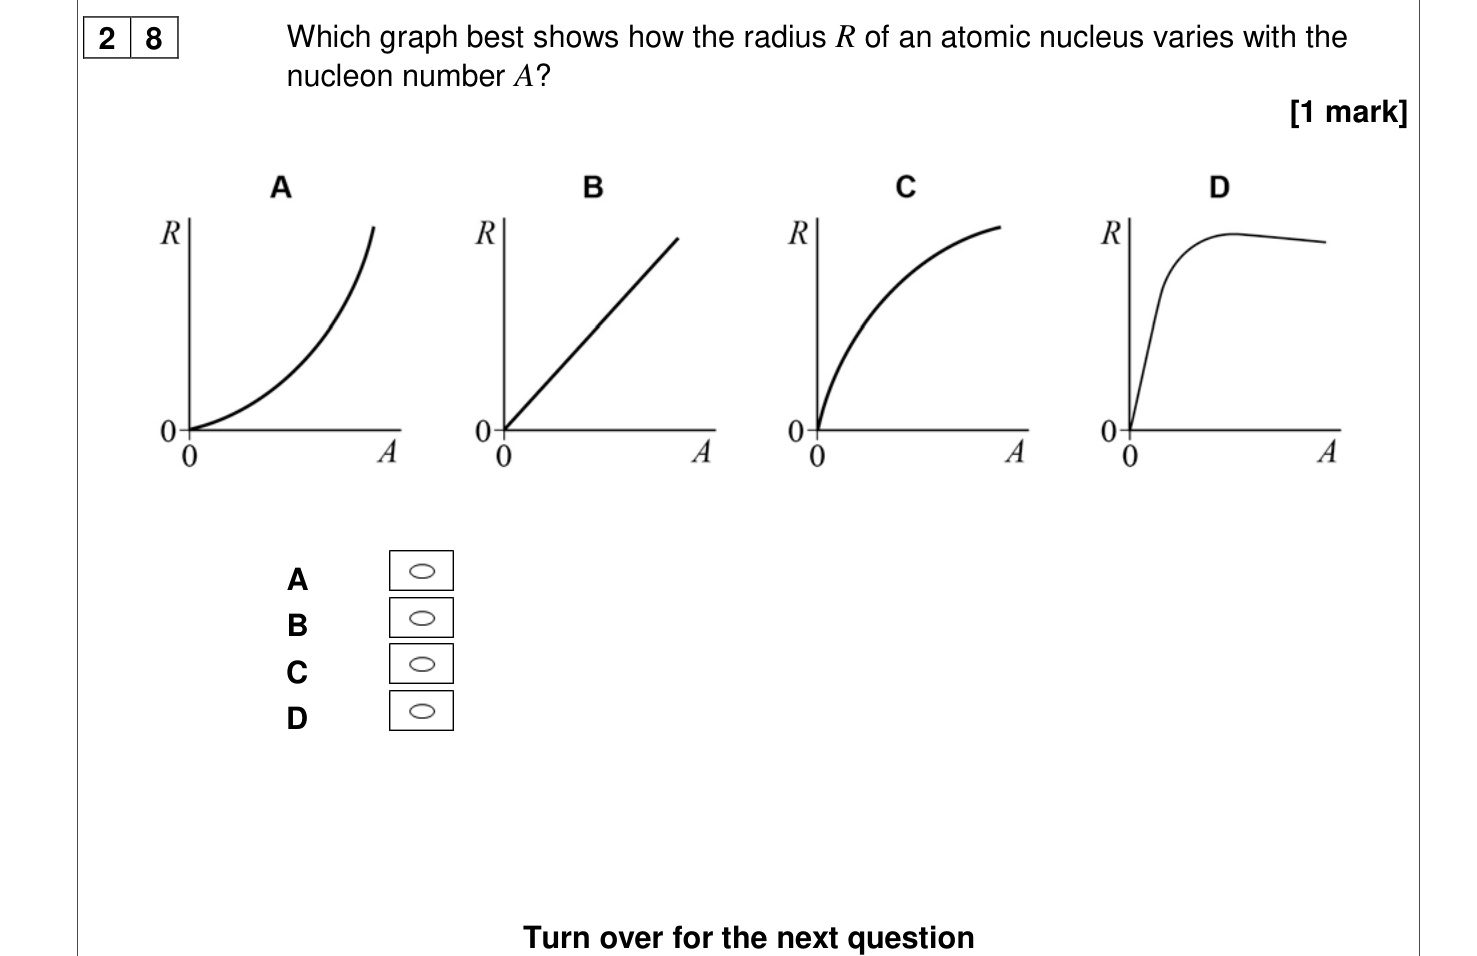 2 8 Which graph best shows how the radius R of an atomic nucleus varies with the
nucleon number A?
[1 mark]
A B C D
R R R R
0 0 0 0
0 A 0 A 0 A 0 A
A
B
C
D
Turn over for the next question